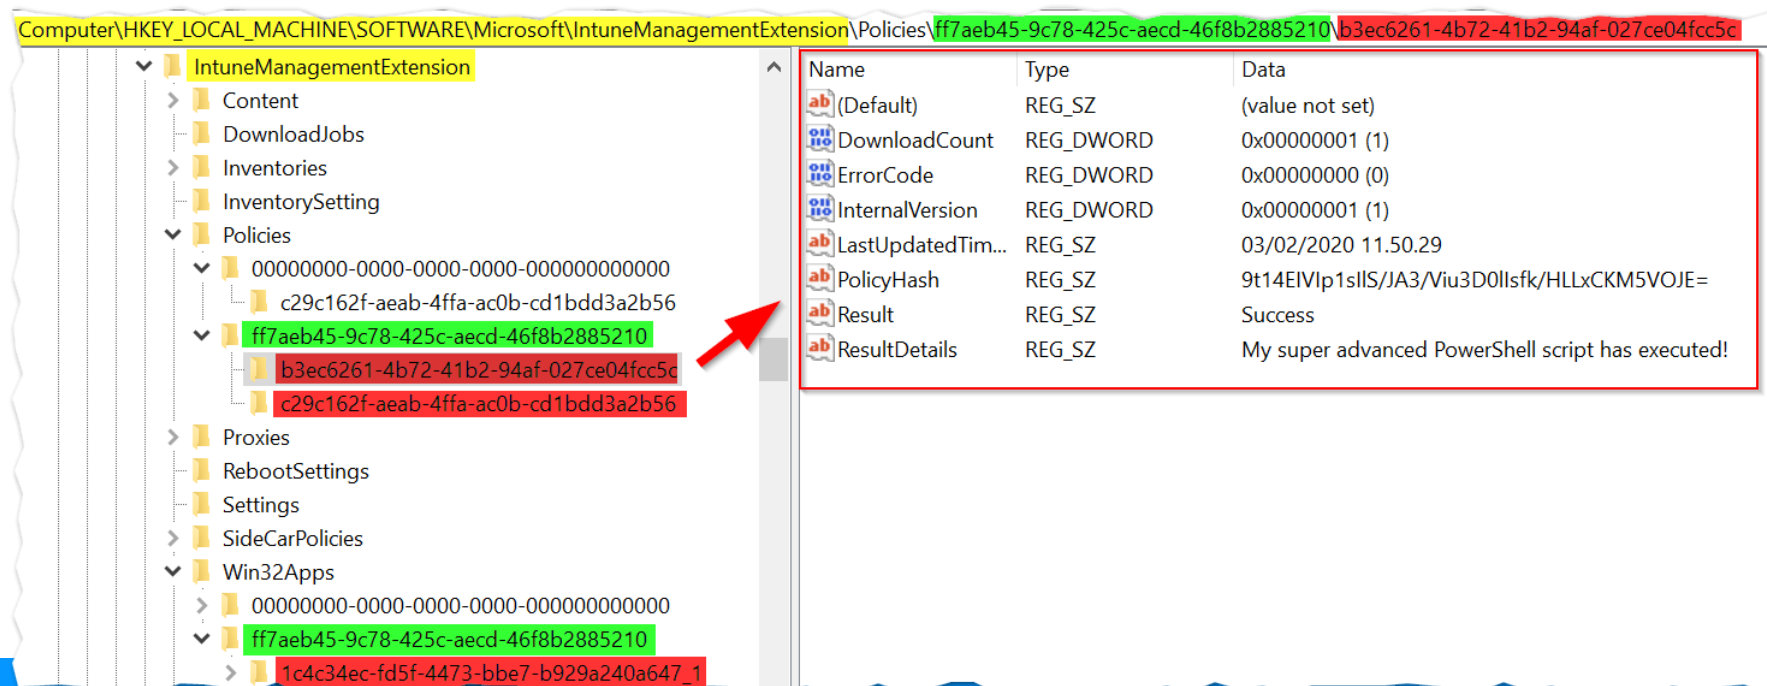 Computer\HKEY_LOCAL_MACHINE\SOFTWARE\Microsoft\IntuneManagementExtension\Policies\ff7aeb45-9c78-425c-aecd-46f8b2885210\b3ec6261-4b72-41b2-94af-027ce04fcc5c
IntuneManagementExtension
Content
DownloadJobs
Inventories
InventorySetting
Policies
00000000-0000-0000-0000-000000000000
c29c162f-aeab-4ffa-ac0b-cd1bdd3a2b56
ff7aeb45-9c78-425c-aecd-46f8b2885210
b3ec6261-4b72-41b2-94af-027ce04fcc5c
c29c162f-aeab-4ffa-ac0b-cd1bdd3a2b56
Proxies
RebootSettings
Settings
SideCarPolicies
Win32Apps
00000000-0000-0000-0000-000000000000
ff7aeb45-9c78-425c-aecd-46f8b2885210
1c4c34ec-fd5f-4473-bbe7-b929a240a647_1
Name Type Data
(Default) REG_SZ (value not set)
DownloadCount REG_DWORD 0x00000001 (1)
ErrorCode REG_DWORD 0x00000000 (0)
InternalVersion REG_DWORD 0x00000001 (1)
LastUpdatedTim... REG_SZ 03/02/2020 11.50.29
PolicyHash REG_SZ 9t14EIVIp1sIlS/JA3/Viu3D0lIsfk/HLLxCKM5VOJE=
Result REG_SZ Success
ResultDetails REG_SZ My super advanced PowerShell script has executed!